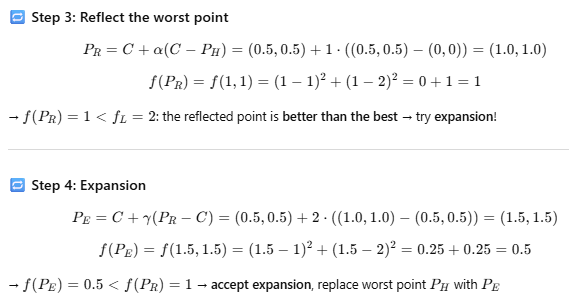 🔁 Step 3: Reflect the worst point
P_R = C + α(C − P_H) = (0.5, 0.5) + 1 · ((0.5, 0.5) − (0, 0)) = (1.0, 1.0)
f(P_R) = f(1, 1) = (1 − 1)² + (1 − 2)² = 0 + 1 = 1
→ f(P_R) = 1 < f_L = 2: the reflected point is better than the best → try expansion!
🔁 Step 4: Expansion
P_E = C + γ(P_R − C) = (0.5, 0.5) + 2 · ((1.0, 1.0) − (0.5, 0.5)) = (1.5, 1.5)
f(P_E) = f(1.5, 1.5) = (1.5 − 1)² + (1.5 − 2)² = 0.25 + 0.25 = 0.5
→ f(P_E) = 0.5 < f(P_R) = 1 → accept expansion, replace worst point P_H with P_E